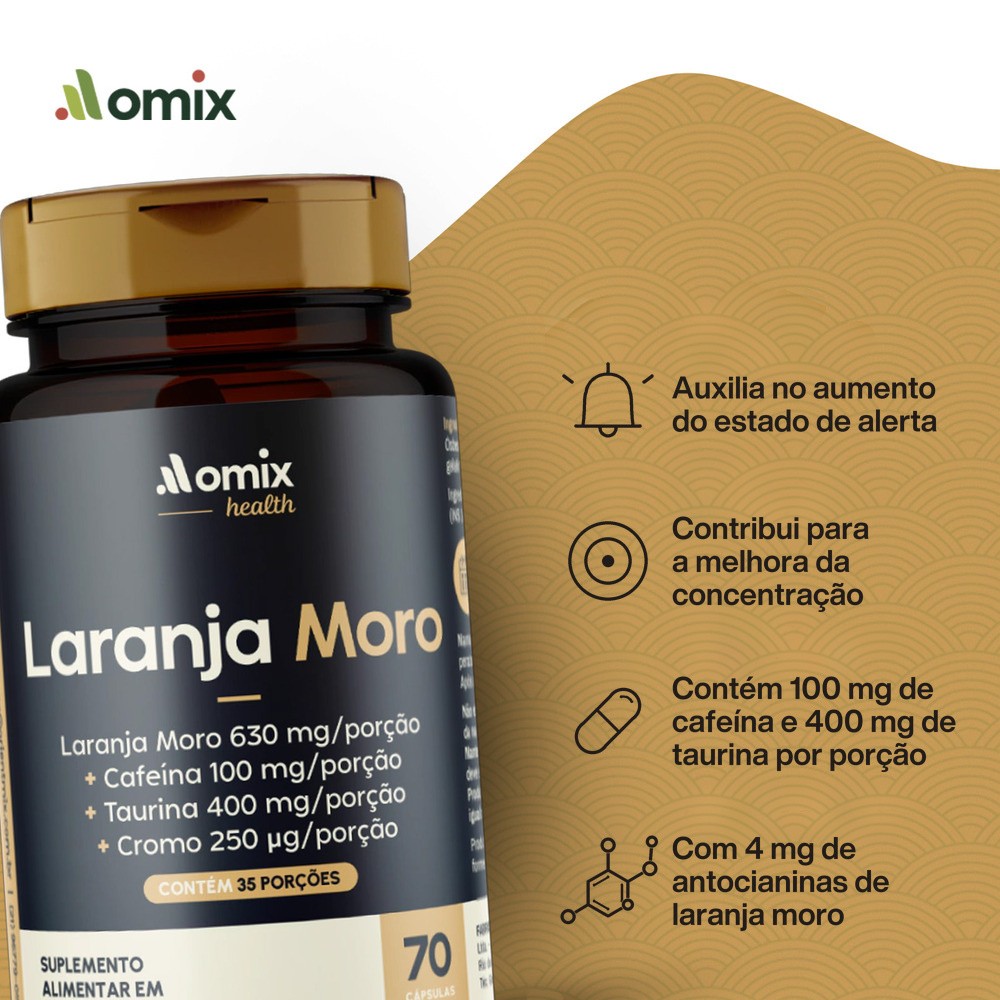 omix
omix
health
Laranja Moro
Laranja Moro 630 mg/porção
+ Cafeína 100 mg/porção
+ Taurina 400 mg/porção
+ Cromo 250 µg/porção
CONTÉM 35 PORÇÕES
SUPLEMENTO
ALIMENTAR EM
70
CÁPSULAS
Auxilia no aumento
do estado de alerta
Contribui para
a melhora da
concentração
Contém 100 mg de
cafeína e 400 mg de
taurina por porção
Com 4 mg de
antocianinas de
laranja moro